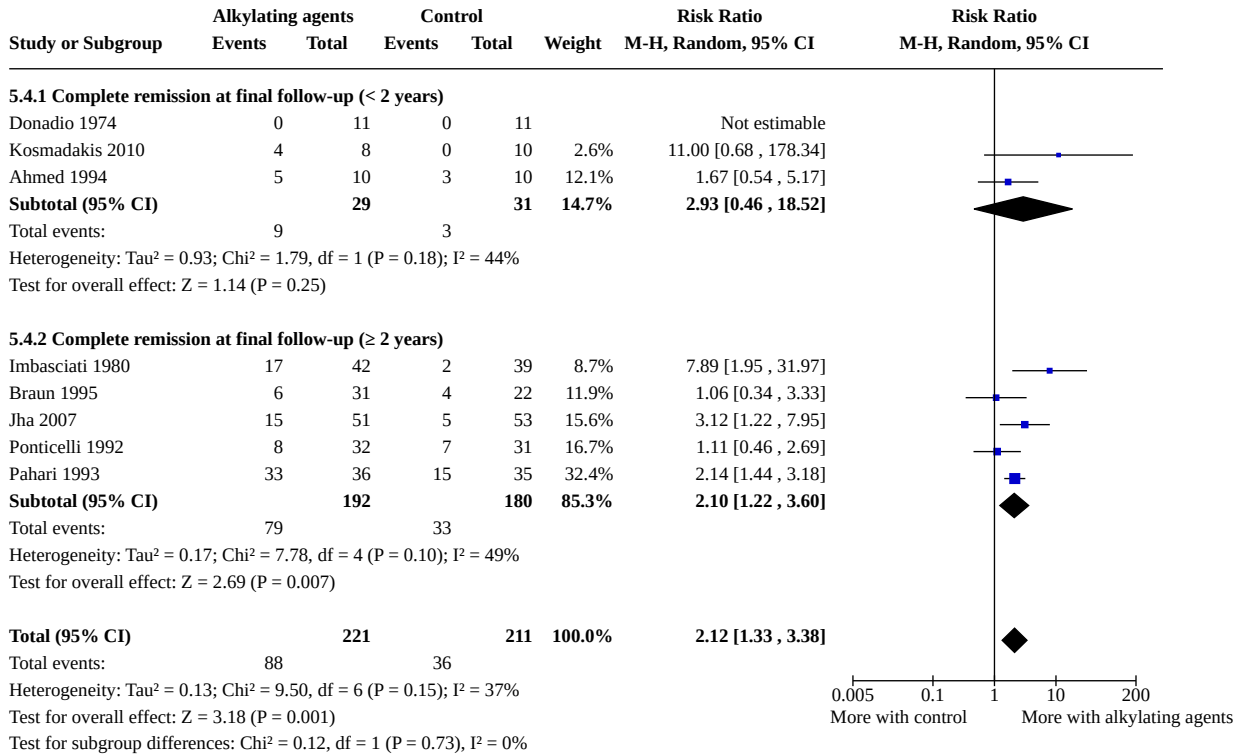 Alkylating agents Control Risk Ratio Risk Ratio
Study or Subgroup Events Total Events Total Weight M-H, Random, 95% CI M-H, Random, 95% CI
5.4.1 Complete remission at final follow-up (< 2 years)
Donadio 1974 0 11 0 11 Not estimable
Kosmadakis 2010 4 8 0 10 2.6% 11.00 [0.68 , 178.34]
Ahmed 1994 5 10 3 10 12.1% 1.67 [0.54 , 5.17]
Subtotal (95% CI) 29 31 14.7% 2.93 [0.46 , 18.52]
Total events: 9 3
Heterogeneity: Tau² = 0.93; Chi² = 1.79, df = 1 (P = 0.18); I² = 44%
Test for overall effect: Z = 1.14 (P = 0.25)
5.4.2 Complete remission at final follow-up (≥ 2 years)
Imbasciati 1980 17 42 2 39 8.7% 7.89 [1.95 , 31.97]
Braun 1995 6 31 4 22 11.9% 1.06 [0.34 , 3.33]
Jha 2007 15 51 5 53 15.6% 3.12 [1.22 , 7.95]
Ponticelli 1992 8 32 7 31 16.7% 1.11 [0.46 , 2.69]
Pahari 1993 33 36 15 35 32.4% 2.14 [1.44 , 3.18]
Subtotal (95% CI) 192 180 85.3% 2.10 [1.22 , 3.60]
Total events: 79 33
Heterogeneity: Tau² = 0.17; Chi² = 7.78, df = 4 (P = 0.10); I² = 49%
Test for overall effect: Z = 2.69 (P = 0.007)
Total (95% CI) 221 211 100.0% 2.12 [1.33 , 3.38]
Total events: 88 36
Heterogeneity: Tau² = 0.13; Chi² = 9.50, df = 6 (P = 0.15); I² = 37%
Test for overall effect: Z = 3.18 (P = 0.001)
Test for subgroup differences: Chi² = 0.12, df = 1 (P = 0.73), I² = 0%
0.005 0.1 1 10 200
More with control More with alkylating agents